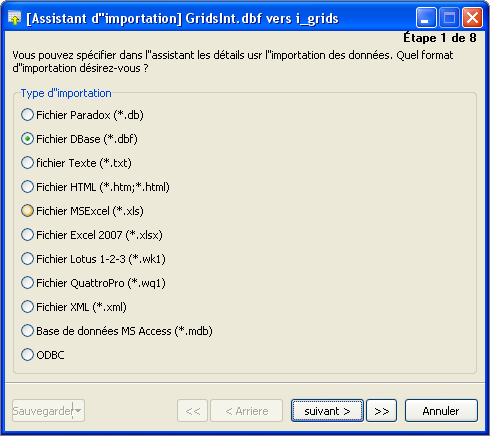 [Assistant d"importation] GridsInt.dbf vers i_grids
Étape 1 de 8
Vous pouvez spécifier dans l"assistant les détails usr l"importation des données. Quel format
d"importation désirez-vous ?
Type d"importation
Fichier Paradox (*.db)
Fichier DBase (*.dbf)
fichier Texte (*.txt)
Fichier HTML (*.htm;*.html)
Fichier MSExcel (*.xls)
Fichier Excel 2007 (*.xlsx)
Fichier Lotus 1-2-3 (*.wk1)
Fichier QuattroPro (*.wq1)
Fichier XML (*.xml)
Base de données MS Access (*.mdb)
ODBC
Sauvegarder << < Arriere suivant > >> Annuler